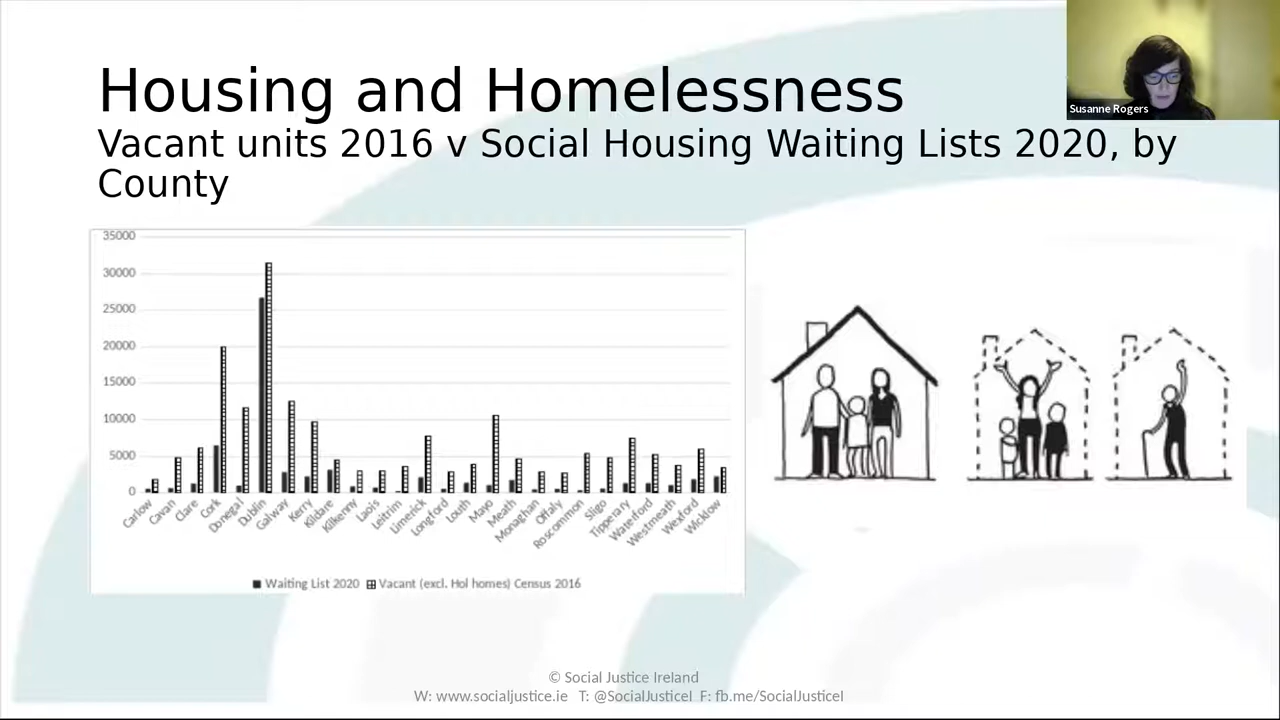 Housing and Homelessness
Susanne Rogers
Vacant units 2016 v Social Housing Waiting Lists 2020, by
County
35000
30000
25000
20000
15000
10000
5000
0
Carlow
Cavan
Clare
Cork
Donegal
Dublin
Galway
Kerry
Kildare
Kilkenny
Laois
Leitrim
Limerick
Longford
Louth
Mayo
Meath
Monaghan
Offaly
Roscommon
Sligo
Tipperary
Waterford
Westmeath
Wexford
Wicklow
Waiting List 2020 Vacant (excl. Hol homes) Census 2016
© Social Justice Ireland
W: www.socialjustice.ie T: @SocialJusticeI F: fb.me/SocialJusticeI